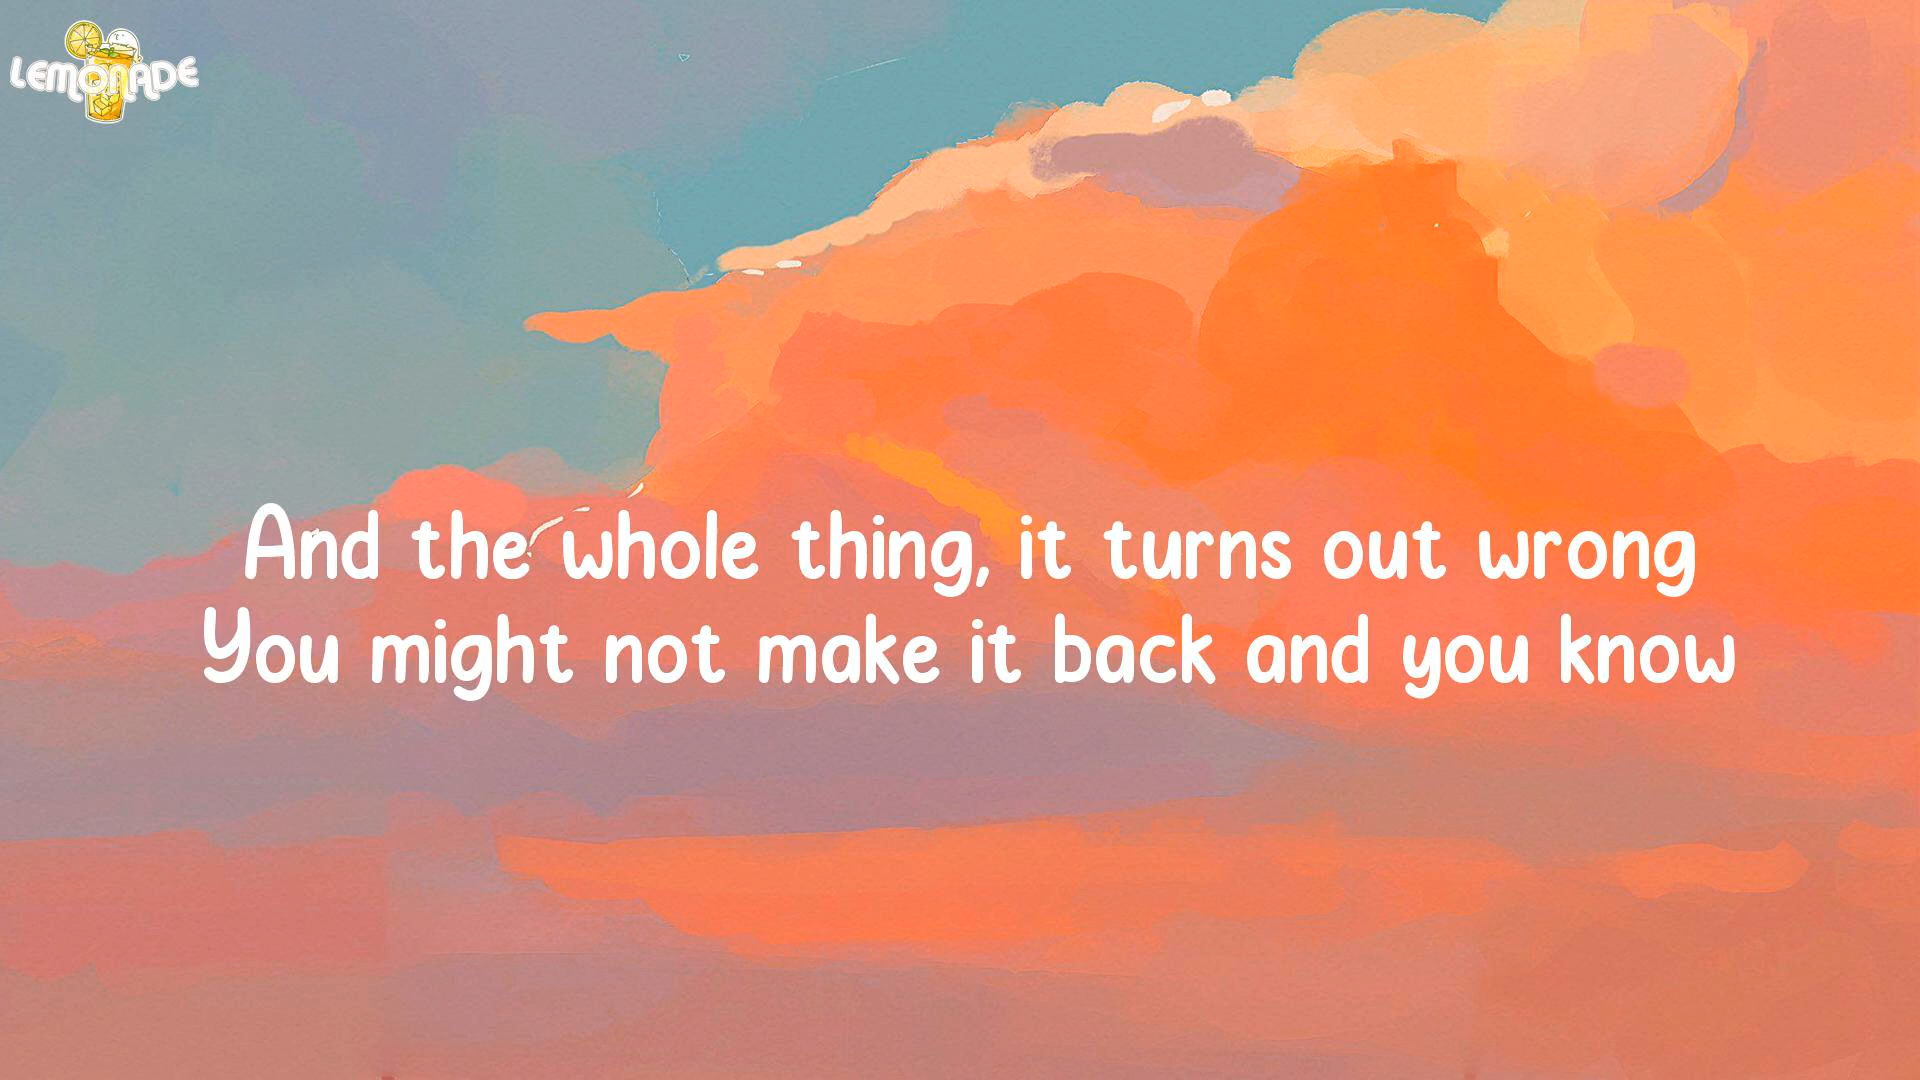 LEMONADE
And the whole thing, it turns out wrong
You might not make it back and you know